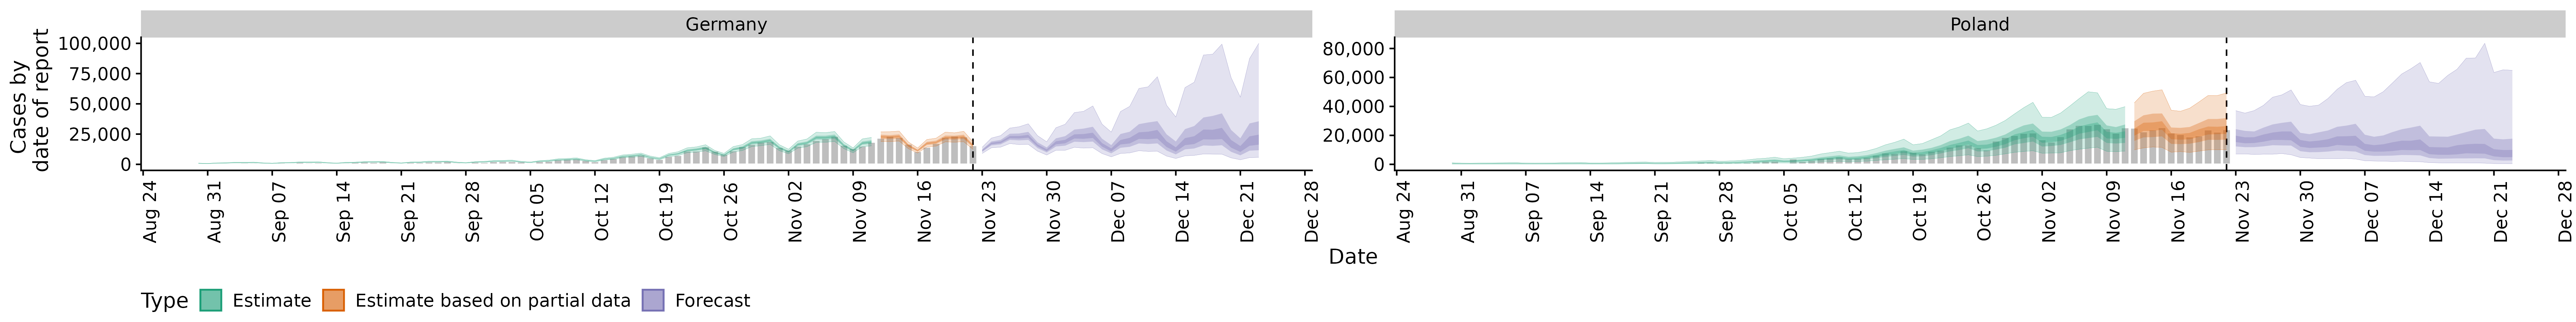 Germany
Poland
Cases by
date of report
100,000
75,000
50,000
25,000
0
80,000
60,000
40,000
20,000
0
Aug 24
Aug 31
Sep 07
Sep 14
Sep 21
Sep 28
Oct 05
Oct 12
Oct 19
Oct 26
Nov 02
Nov 09
Nov 16
Nov 23
Nov 30
Dec 07
Dec 14
Dec 21
Dec 28
Aug 24
Aug 31
Sep 07
Sep 14
Sep 21
Sep 28
Oct 05
Oct 12
Oct 19
Oct 26
Nov 02
Nov 09
Nov 16
Nov 23
Nov 30
Dec 07
Dec 14
Dec 21
Dec 28
Date
Type Estimate Estimate based on partial data Forecast